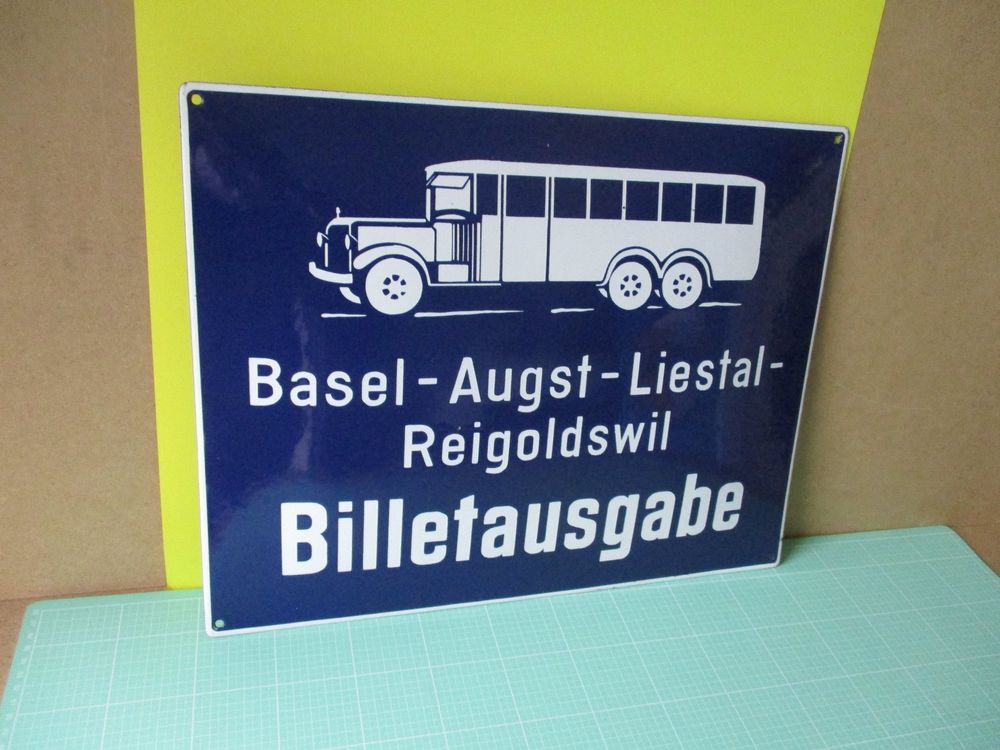 Basel - Augst - Liestal -
Reigoldswil
Billetausgabe